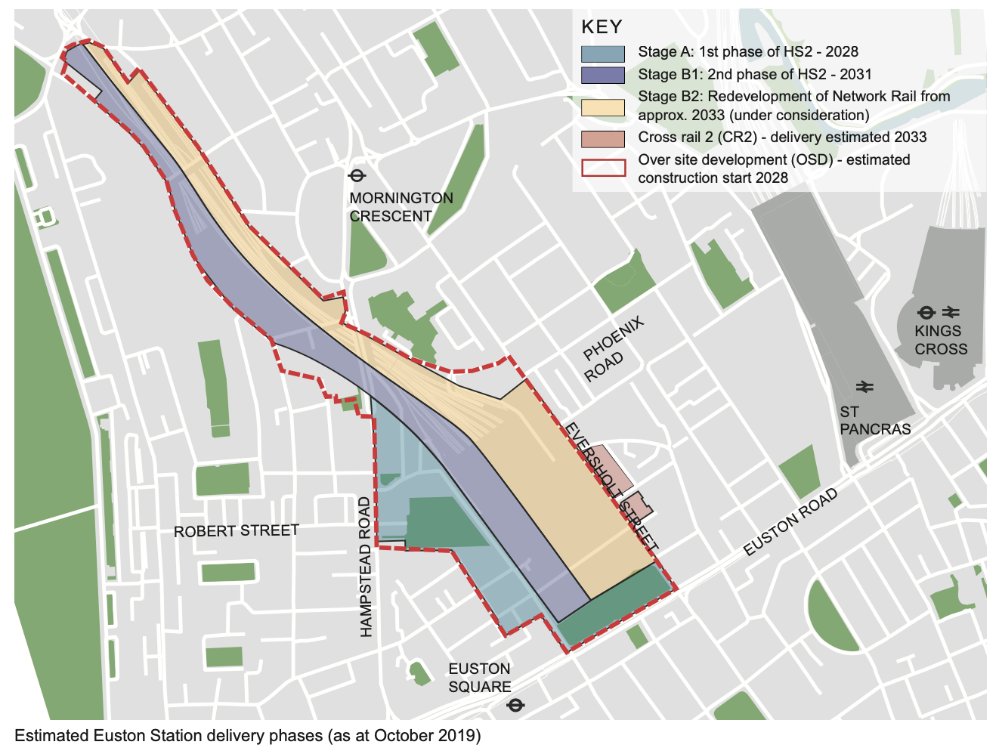 KEY
Stage A: 1st phase of HS2 - 2028
Stage B1: 2nd phase of HS2 - 2031
Stage B2: Redevelopment of Network Rail from
approx. 2033 (under consideration)
Cross rail 2 (CR2) - delivery estimated 2033
Over site development (OSD) - estimated
construction start 2028
MORNINGTON
CRESCENT
PHOENIX
ROAD
KINGS
CROSS
ST
PANCRAS
EVERSHOLT STREET
EUSTON ROAD
ROBERT STREET
HAMPSTEAD ROAD
EUSTON
SQUARE
Estimated Euston Station delivery phases (as at October 2019)